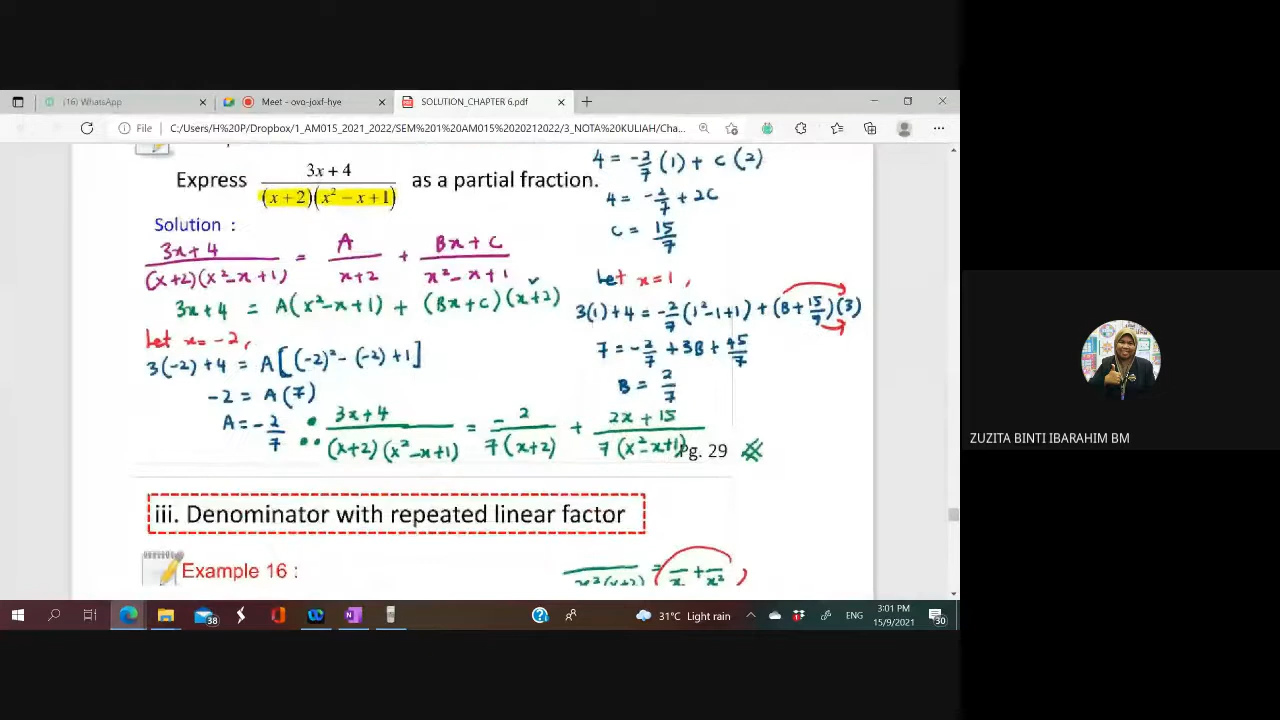 (16) WhatsApp
Meet - ovo-joxf-hye
SOLUTION_CHAPTER 6.pdf
File
C:/Users/H%20P/Dropbox/1_AM015_2021_2022/SEM%201%20AM015%2020212022/3_NOTA%20KULIAH/Cha...
Express (3x + 4)/((x + 2)(x² − x + 1)) as a partial fraction.
Solution :
(3x + 4)/((x+2)(x² − x + 1)) = A/(x+2) + (Bx + C)/(x² − x + 1)
3x + 4 = A(x² − x + 1) + (Bx + C)(x + 2)
Let x = −2,
3(−2) + 4 = A[(−2)² − (−2) + 1]
−2 = A(7)
A = −2/7
4 = −2/7 (1) + C(2)
4 = −2/7 + 2C
C = 15/7
Let x = 1,
3(1) + 4 = −2/7 (1² − 1 + 1) + (B + 15/7)(3)
7 = −2/7 + 3B + 45/7
B = 2/7
(3x + 4)/((x+2)(x² − x + 1)) = −2/(7(x+2)) + (2x + 15)/(7(x² − x + 1))
Pg. 29
iii. Denominator with repeated linear factor
Example 16 :
ZUZITA BINTI IBARAHIM BM
38
31°C Light rain
ENG
3:01 PM
15/9/2021
30